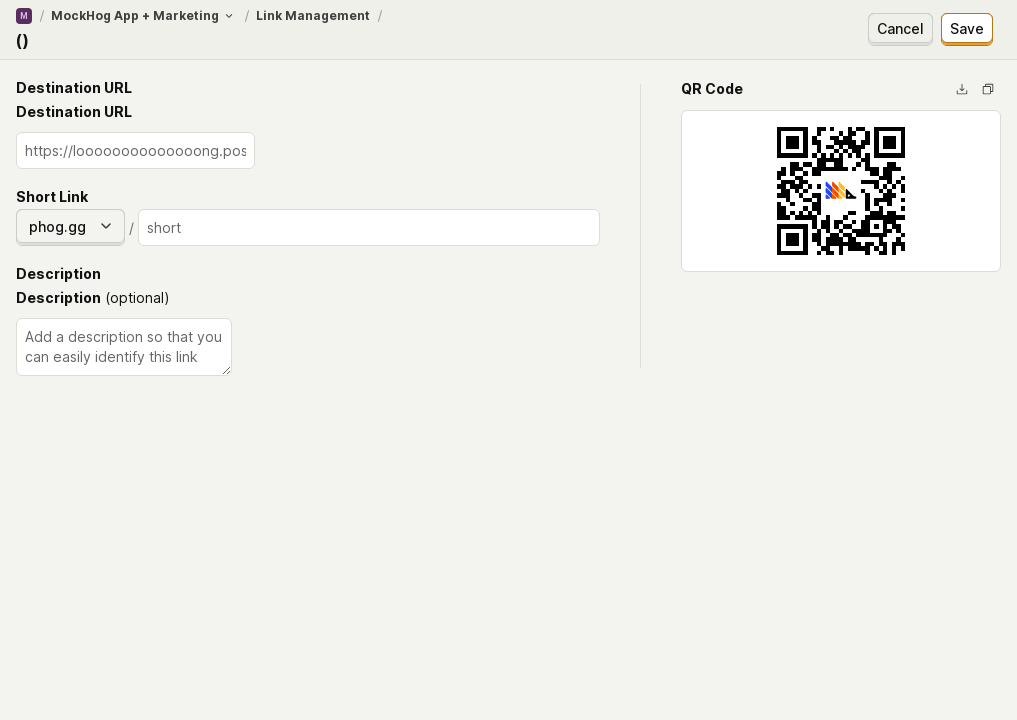 M / MockHog App + Marketing / Link Management /
()
Cancel
Save
Destination URL
Destination URL
https://loooooooooooooong.pos
Short Link
phog.gg / short
Description
Description (optional)
Add a description so that you
can easily identify this link
QR Code